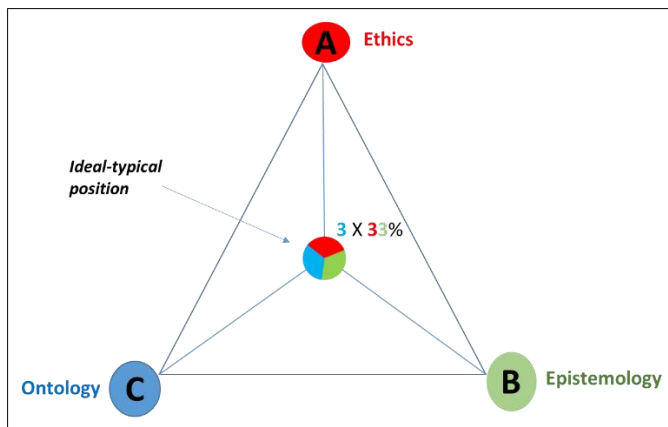 A Ethics
Ideal-typical
position
3 X 33%
Ontology C
B Epistemology